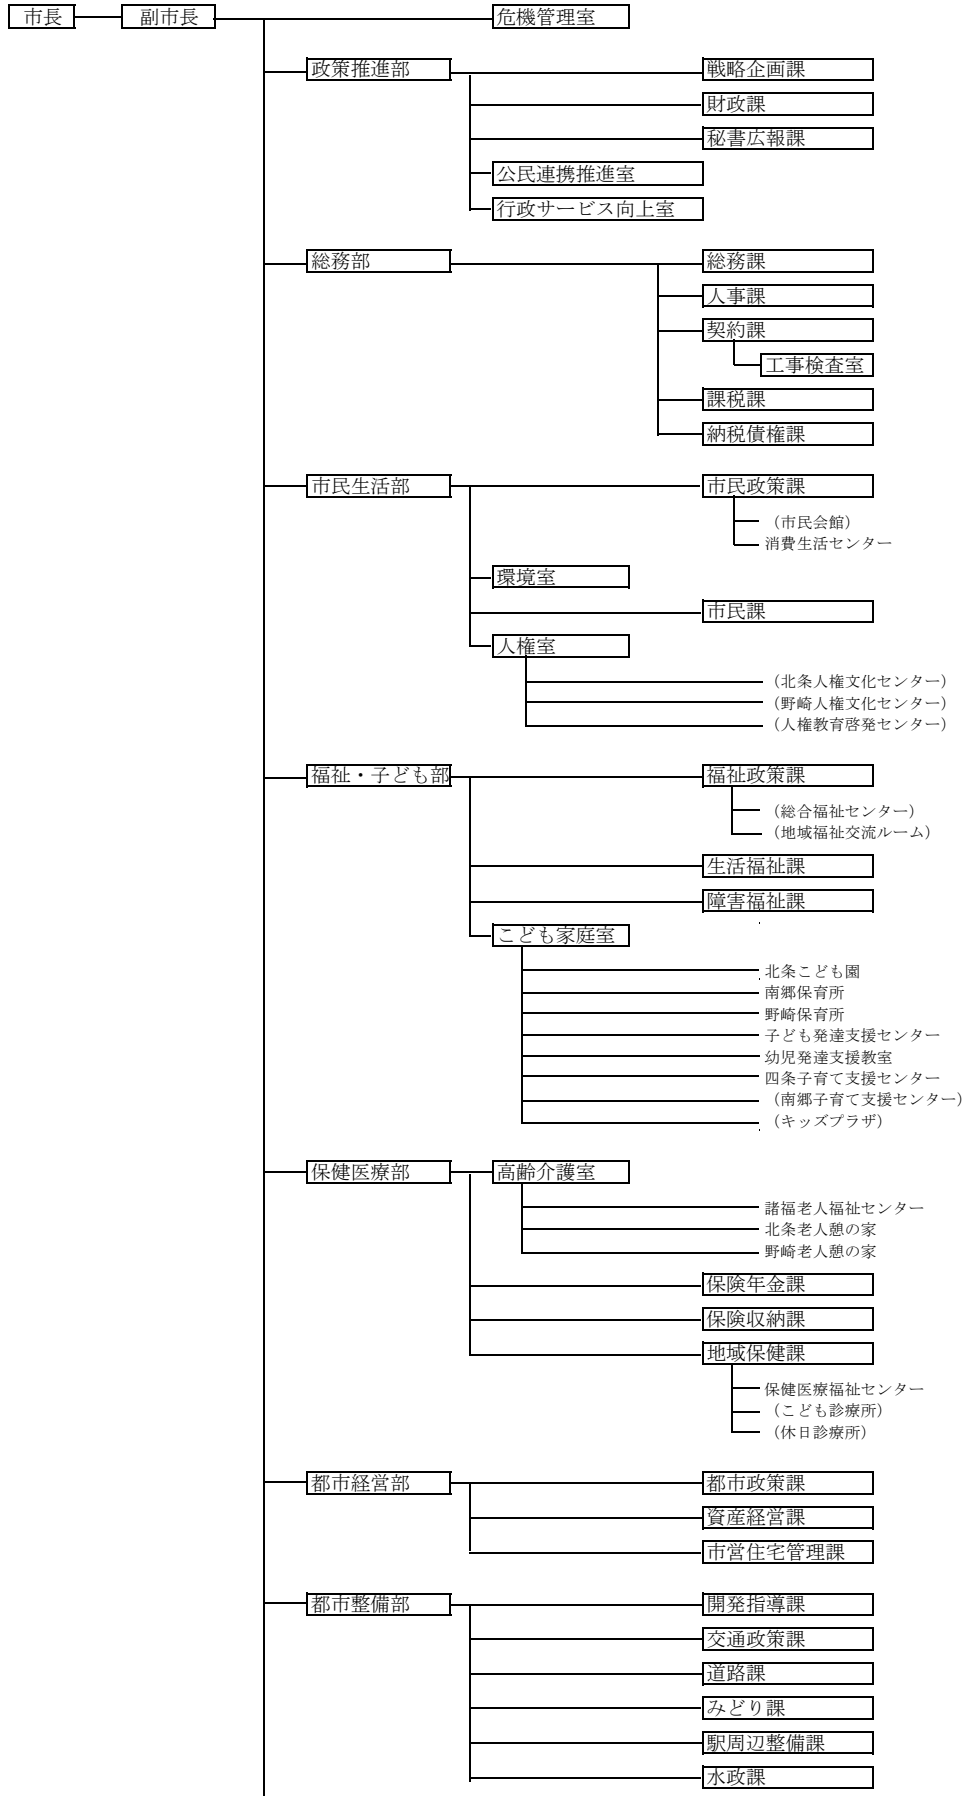 市長 副市長 危機管理室
政策推進部 戦略企画課
財政課
秘書広報課
公民連携推進室
行政サービス向上室
総務部 総務課
人事課
契約課
工事検査室
課税課
納税債権課
市民生活部 市民政策課
（市民会館）
消費生活センター
環境室
市民課
人権室
（北条人権文化センター）
（野崎人権文化センター）
（人権教育啓発センター）
福祉・子ども部 福祉政策課
（総合福祉センター）
（地域福祉交流ルーム）
生活福祉課
障害福祉課
こども家庭室
北条こども園
南郷保育所
野崎保育所
子ども発達支援センター
幼児発達支援教室
四条子育て支援センター
（南郷子育て支援センター）
（キッズプラザ）
保健医療部 高齢介護室
諸福老人福祉センター
北条老人憩の家
野崎老人憩の家
保険年金課
保険収納課
地域保健課
保健医療福祉センター
（こども診療所）
（休日診療所）
都市経営部 都市政策課
資産経営課
市営住宅管理課
都市整備部 開発指導課
交通政策課
道路課
みどり課
駅周辺整備課
水政課